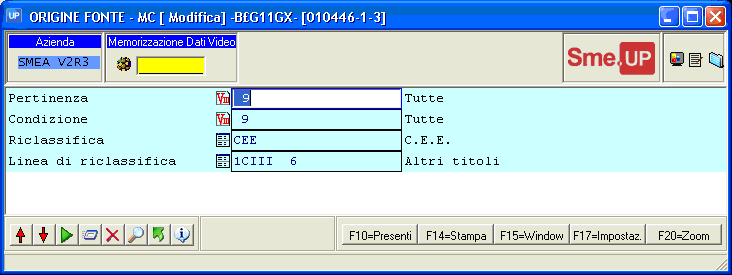 UP ORIGINE FONTE - MC [ Modifica] -B£G11GX- [010446-1-3]
Azienda
Memorizzazione Dati Video
SMEA V2R3
Sme.UP
Pertinenza 9 Tutte
Condizione 9 Tutte
Riclassifica CEE C.E.E.
Linea di riclassifica 1CIII 6 Altri titoli
F10=Presenti F14=Stampa F15=Window F17=Impostaz. F20=Zoom